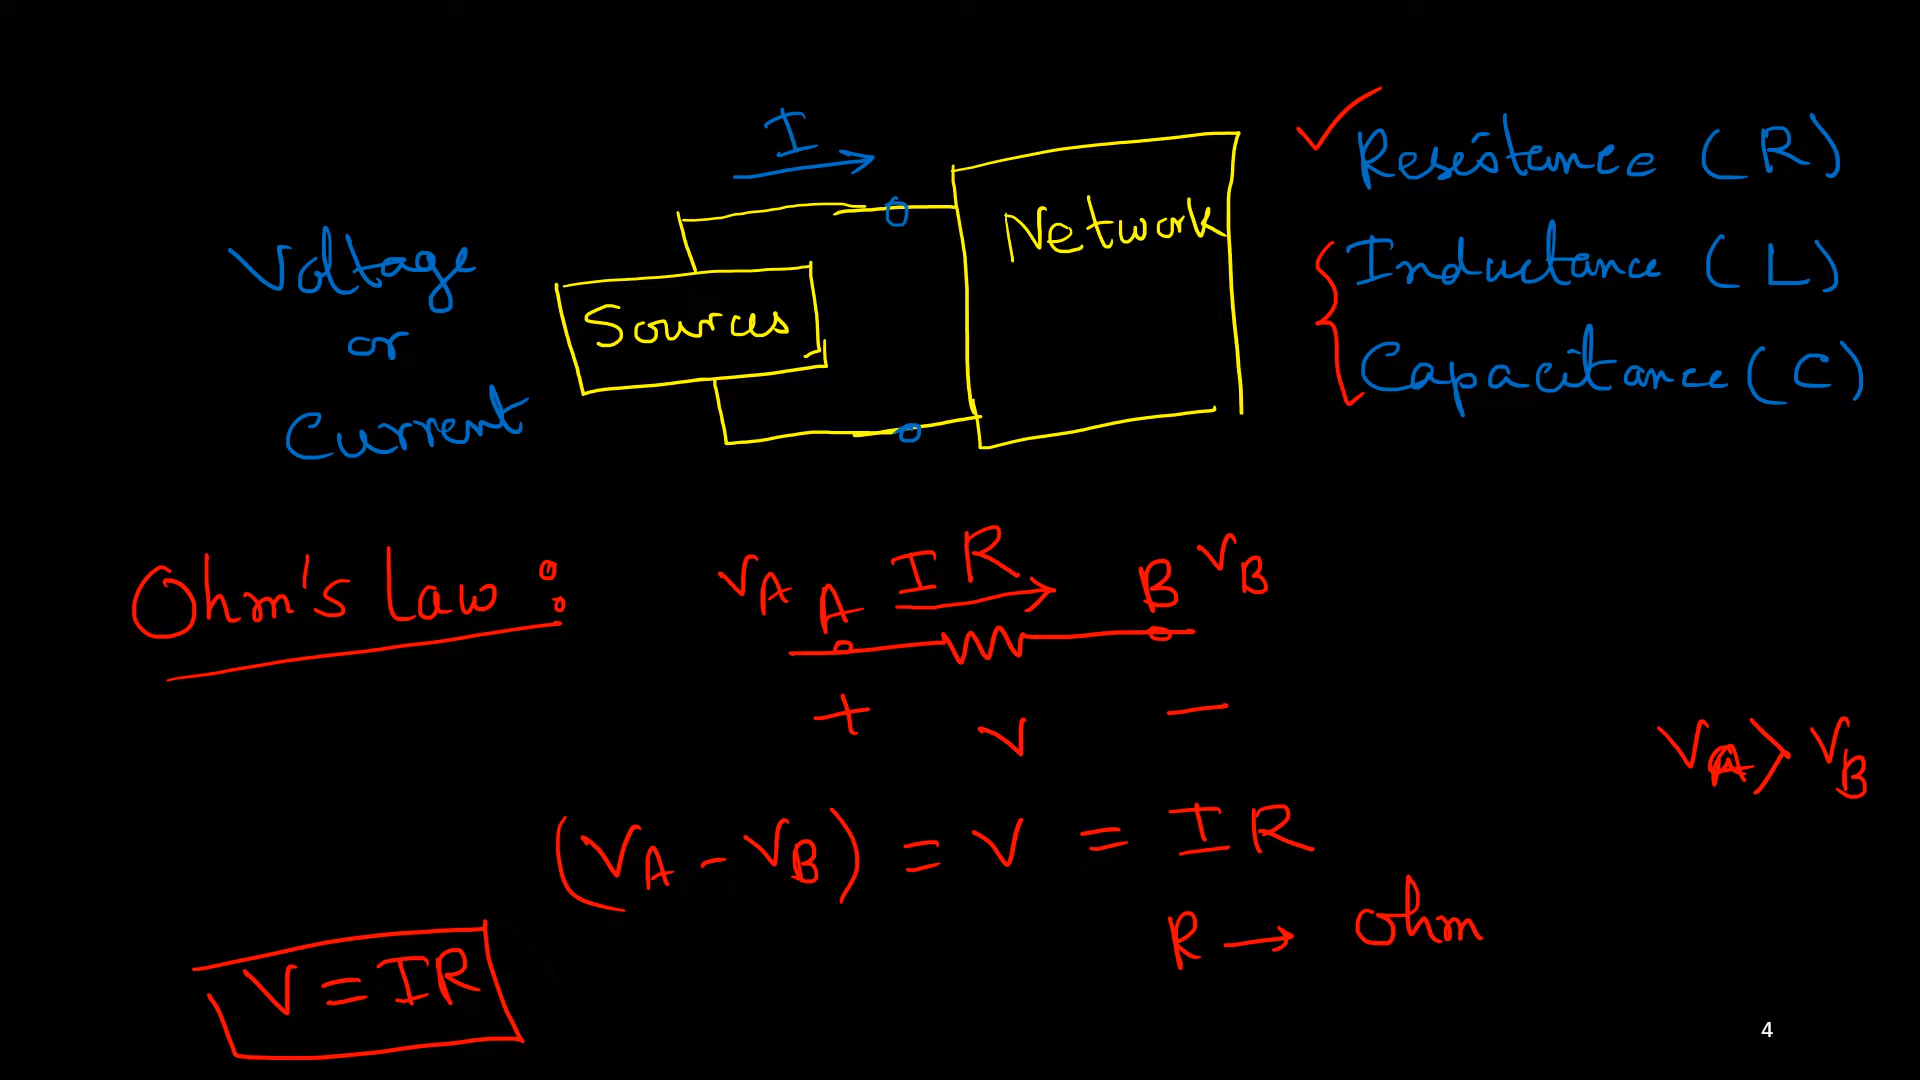 I
Resistance (R)
Network
Voltage
or
Current
Inductance (L)
Sources
Capacitance (C)
Ohm's Law :
VA A I R B VB
+ V –
VA > VB
(VA - VB) = V = IR
R → ohm
V = IR
4